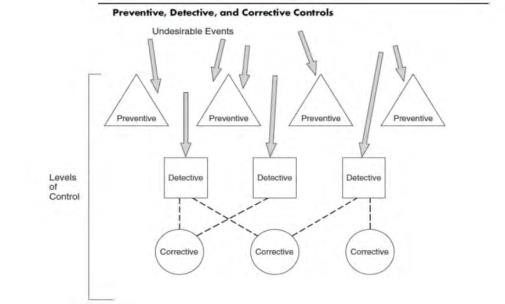 Preventive, Detective, and Corrective Controls
Undesirable Events
Preventive
Preventive
Preventive
Preventive
Levels
of
Control
Detective
Detective
Detective
Corrective
Corrective
Corrective